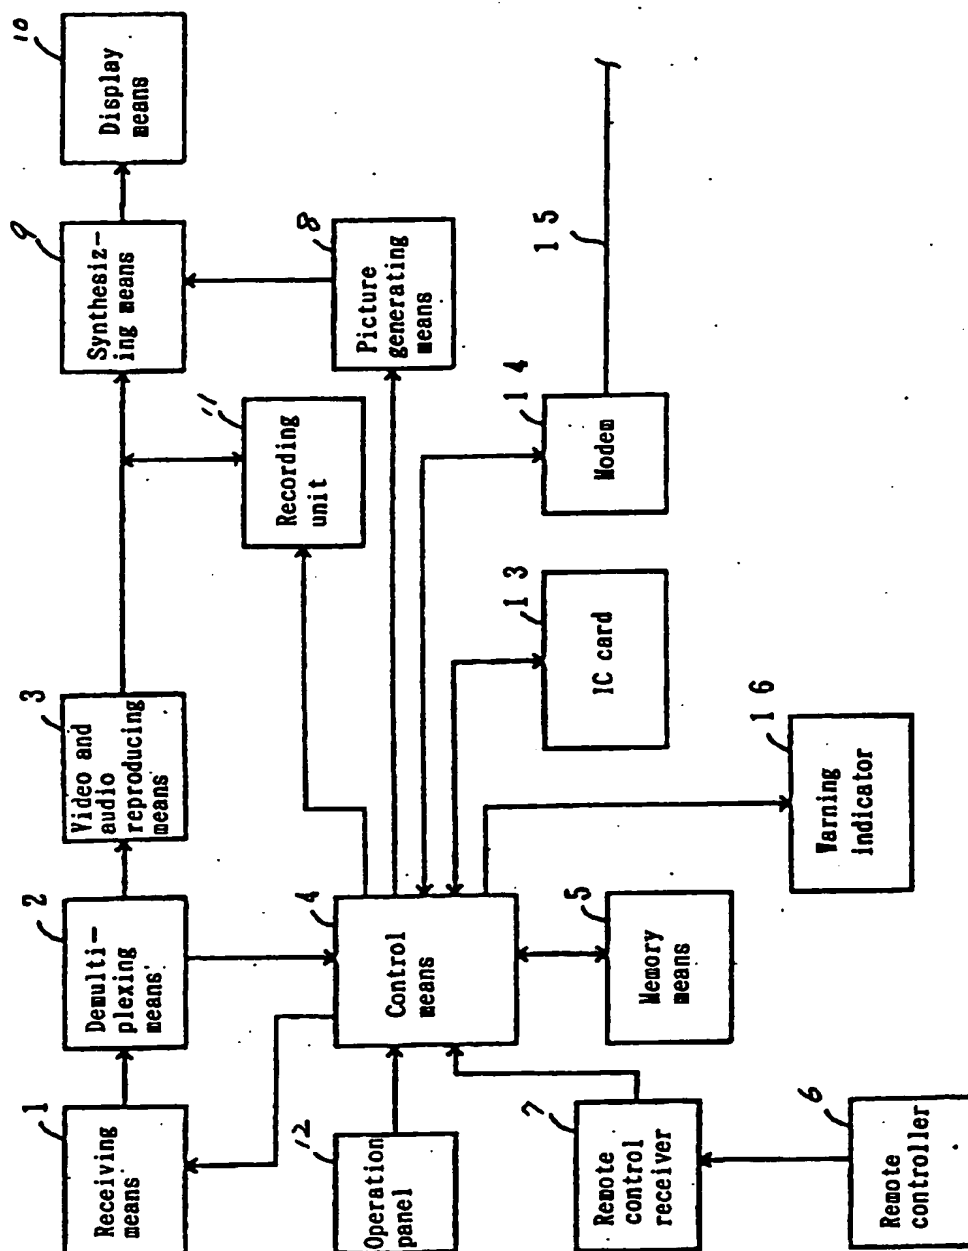 1
Receiving
means
2
Demulti-
plexing
means
3
Video and
audio
reproducing
means
9
Synthesiz-
ing means
10
Display
means
11
Recording
unit
8
Picture
generating
means
12
Operation
panel
4
Control
means
13
IC card
14
Modem
15
7
Remote
control
receiver
5
Memory
means
16
Warning
indicator
6
Remote
controller